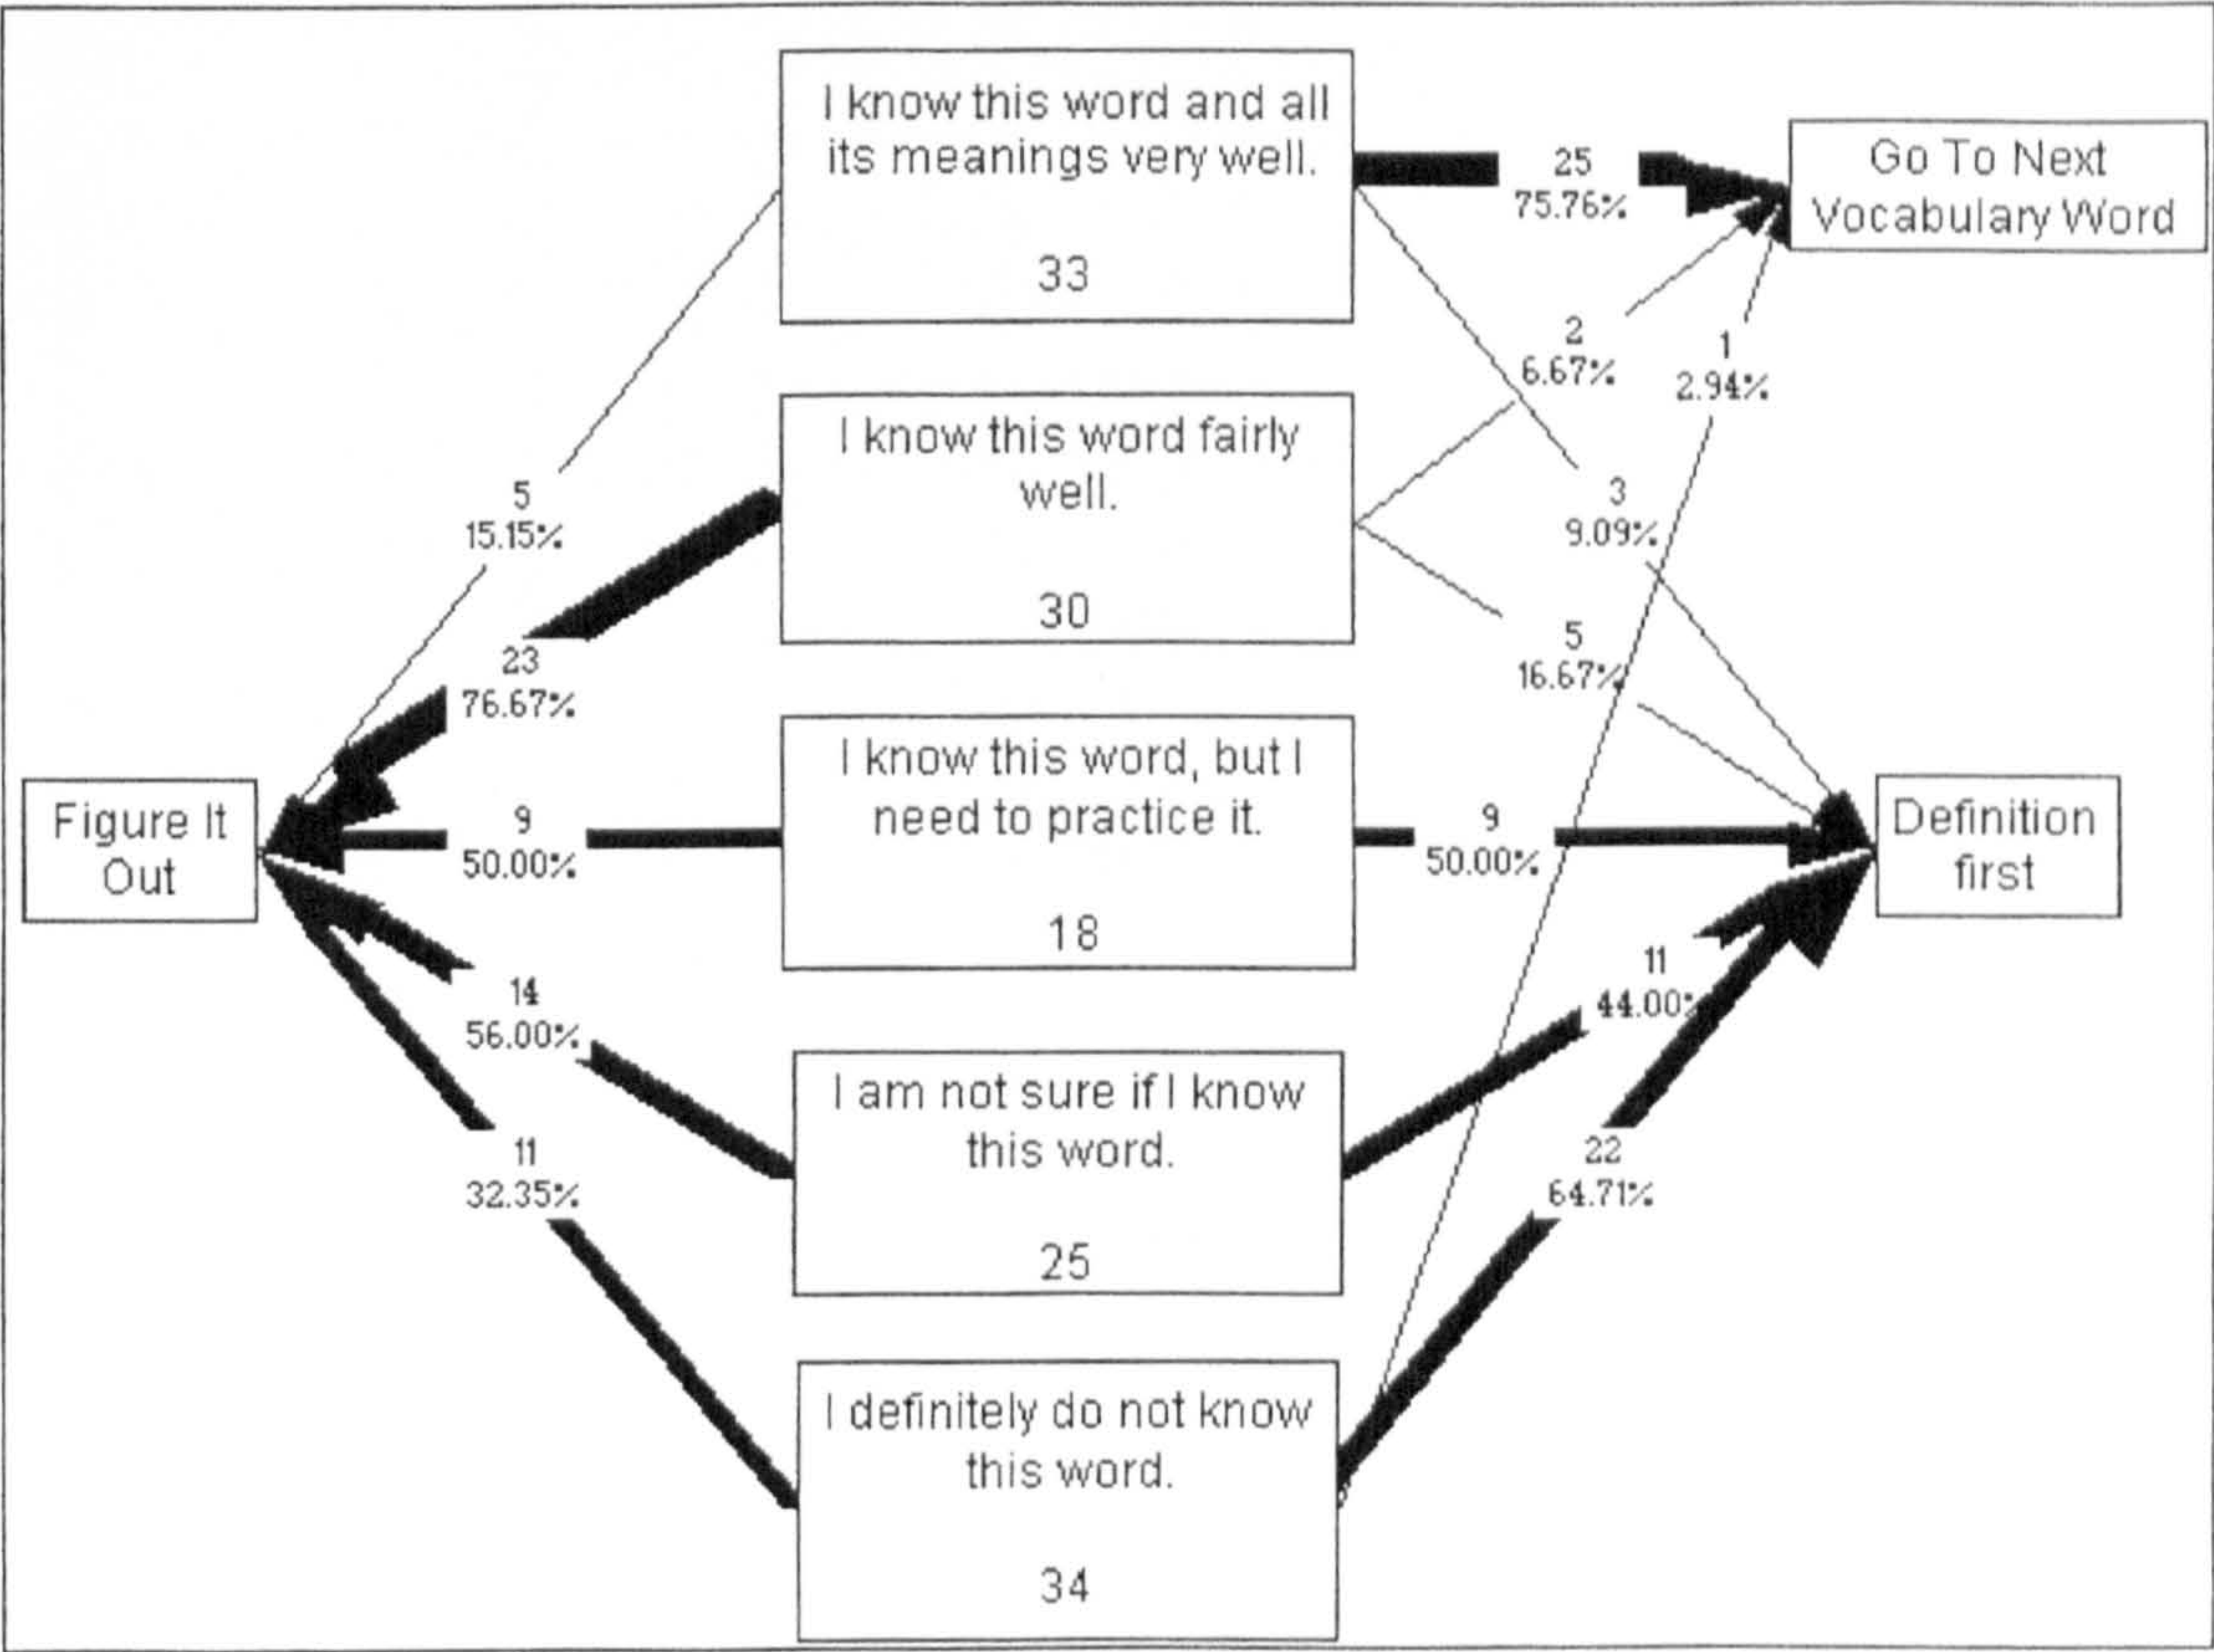 I know this word and all
its meanings very well.
33
25
75.76%
Go To Next
Vocabulary Word
2
6.67%
1
2.94%
I know this word fairly
well.
30
5
15.15%
3
9.09%
23
76.67%
5
16.67%
Figure It
Out
9
50.00%
I know this word, but I
need to practice it.
18
9
50.00%
Definition
first
14
56.00%
11
44.00%
I am not sure if I know
this word.
25
11
32.35%
22
64.71%
I definitely do not know
this word.
34